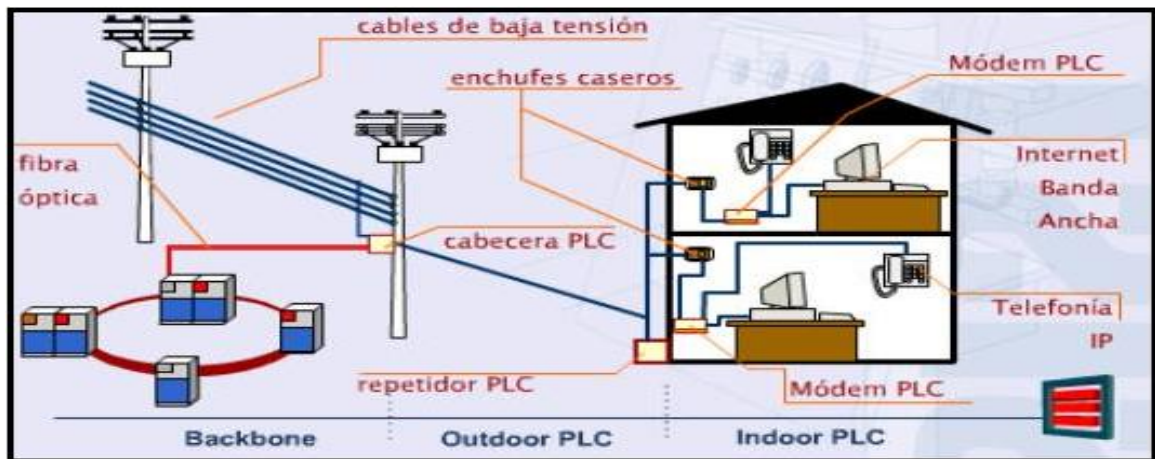 cables de baja tensión
enchufes caseros
Módem PLC
fibra
óptica
Internet
Banda
Ancha
cabecera PLC
Telefonía
IP
repetidor PLC
Módem PLC
Backbone
Outdoor PLC
Indoor PLC